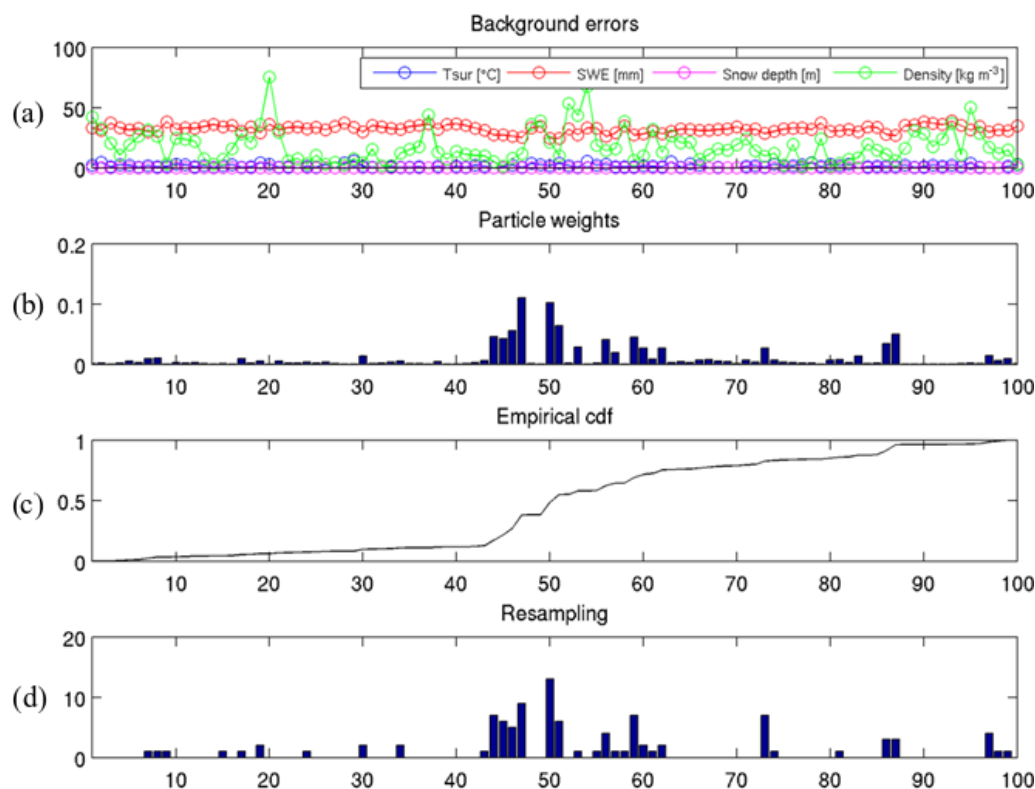 Background errors
(a)
100
50
0
Tsur [°C] SWE [mm] Snow depth [m] Density [kg m⁻³]
10 20 30 40 50 60 70 80 90 100
Particle weights
(b)
0.2
0.1
0
10 20 30 40 50 60 70 80 90 100
Empirical cdf
(c)
1
0.5
0
10 20 30 40 50 60 70 80 90 100
Resampling
(d)
20
10
0
10 20 30 40 50 60 70 80 90 100